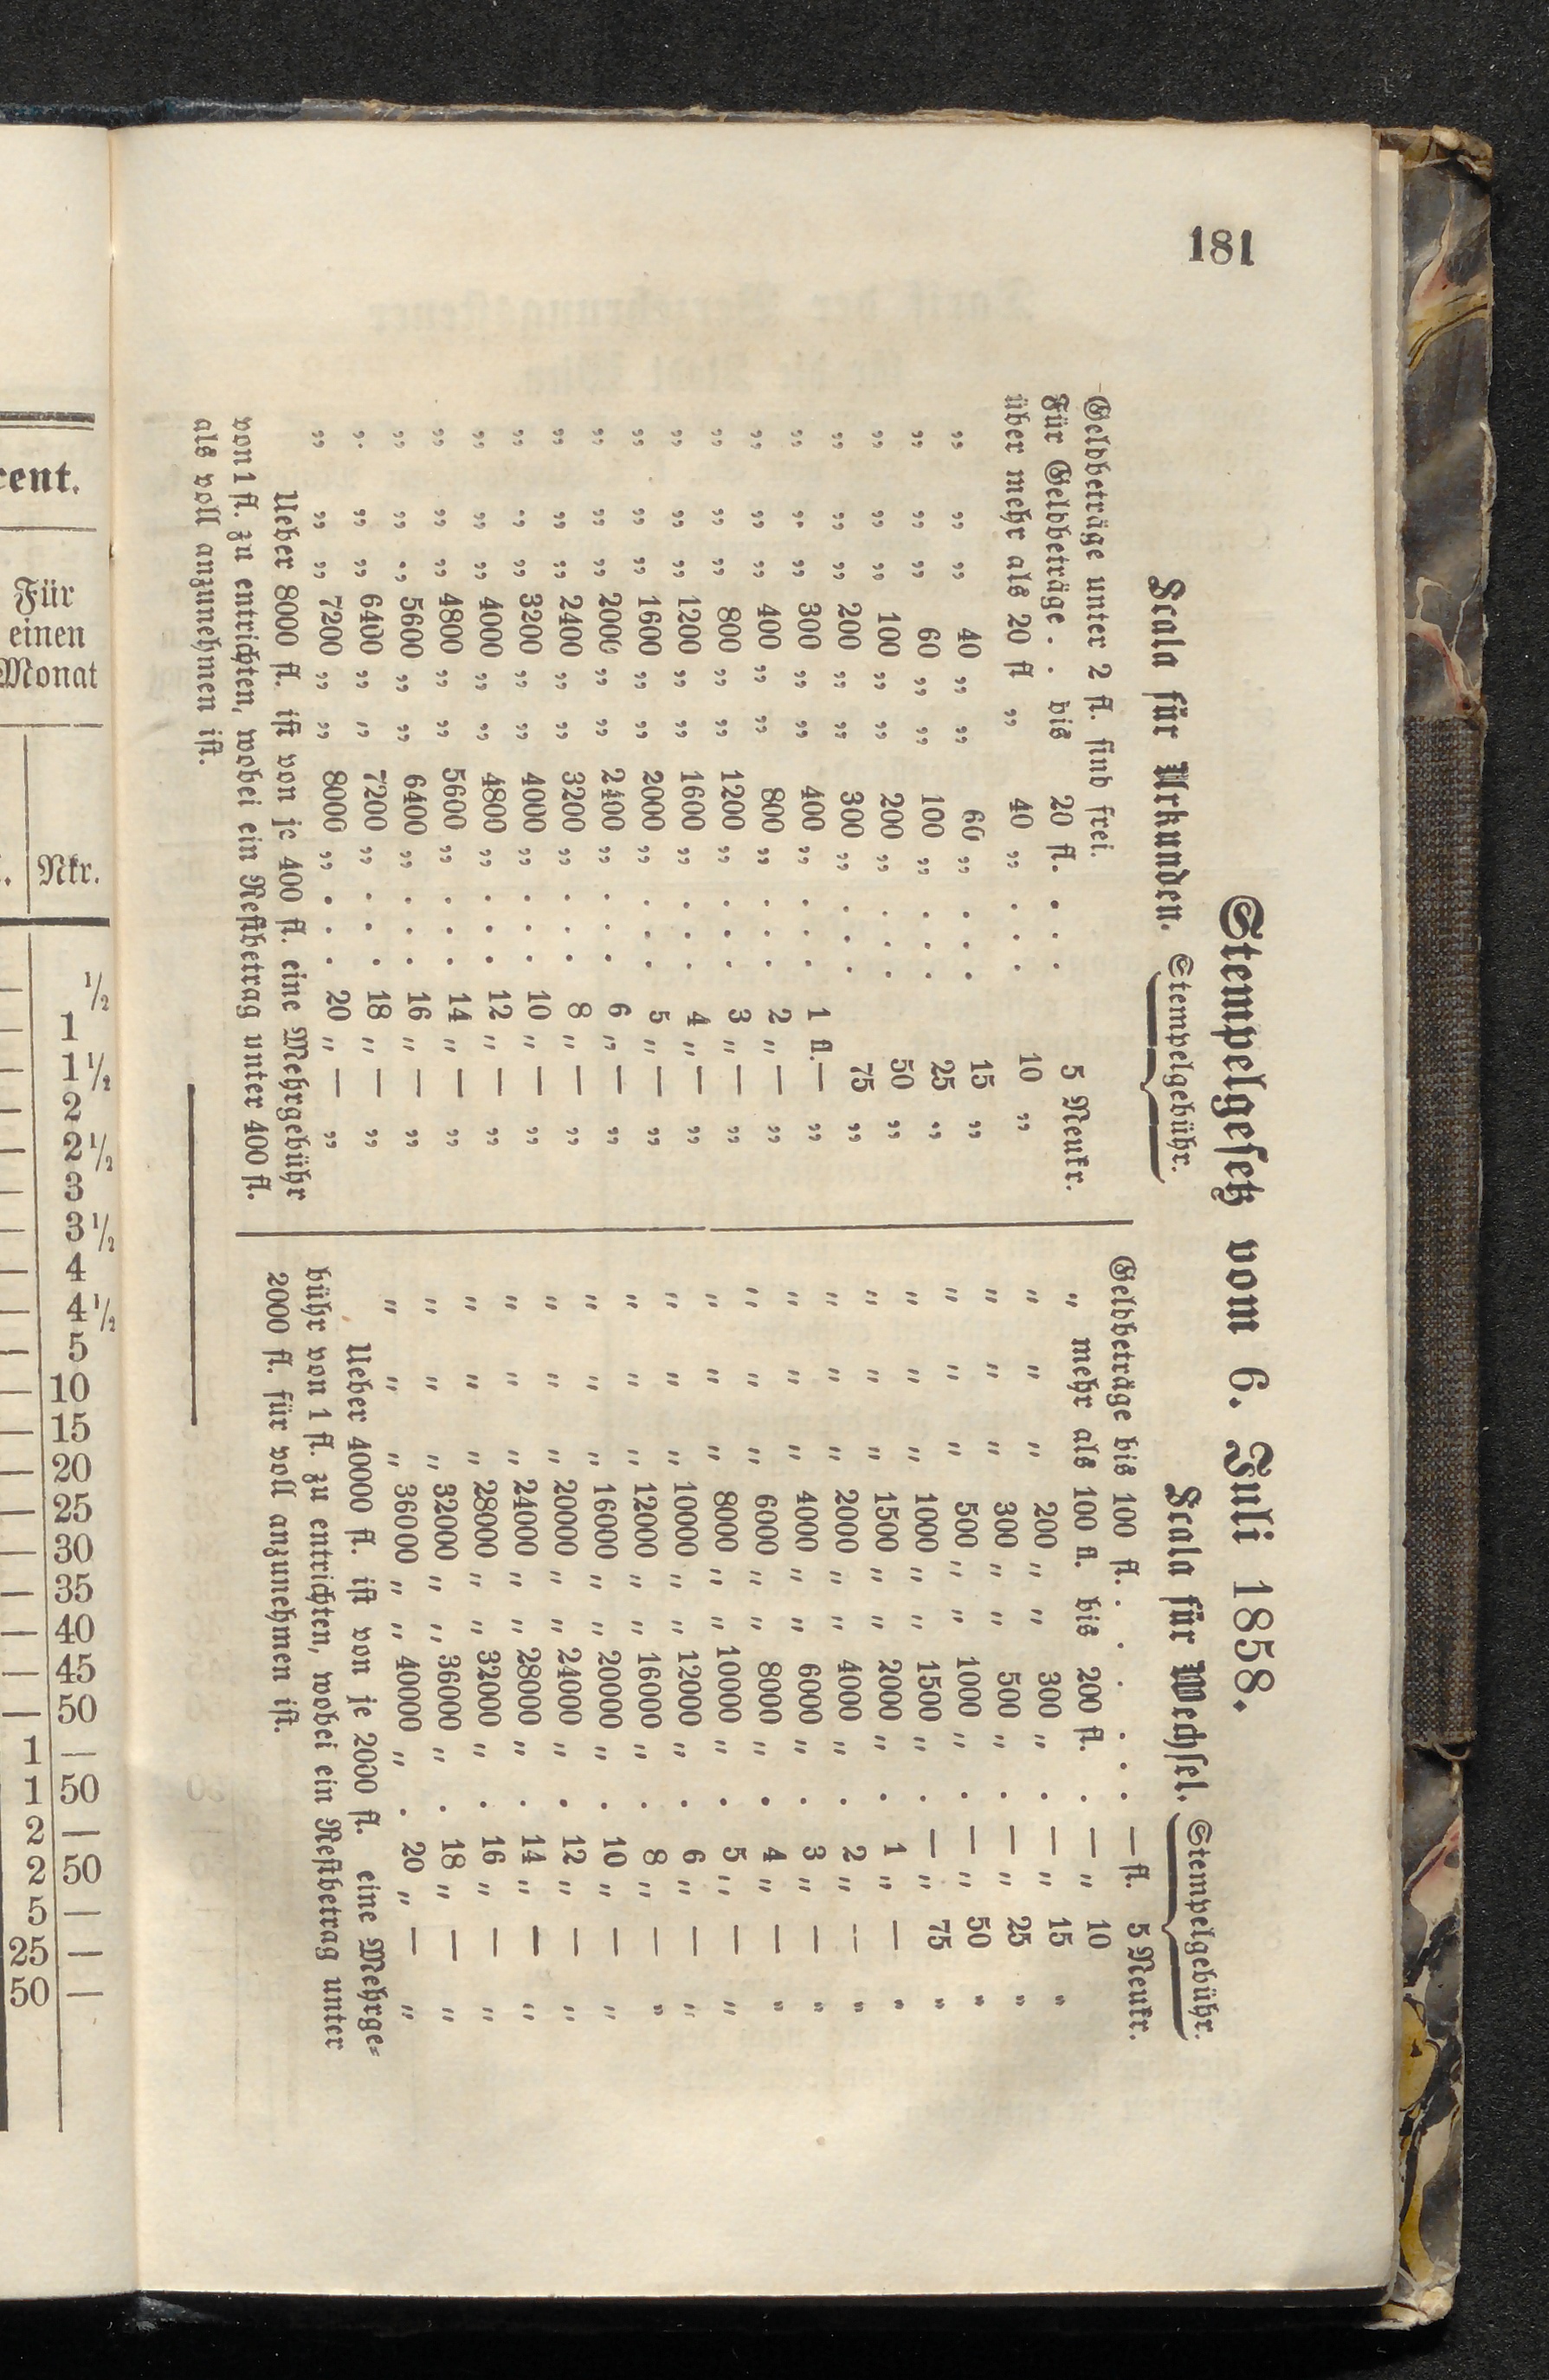 181
Stempelgesetz vom 6. Juli 1858.
Scala für Urkunden. Stempelgebühr.
Geldbeträge unter 2 fl. sind frei.
Für Geldbeträge . . bis 20 fl. . . . 5 Neukr.
über mehr als 20 fl „ 40 „ . . . 10 „
„ „ „ 40 „ „ 60 „ . . . 15 „
„ „ „ 60 „ „ 100 „ . . . 25 „
„ „ „ 100 „ „ 200 „ . . . 50 „
„ „ „ 200 „ „ 300 „ . . . 75 „
„ „ „ 300 „ „ 400 „ . . . 1 fl. — „
„ „ „ 400 „ „ 800 „ . . . 2 „ — „
„ „ „ 800 „ „ 1200 „ . . . 3 „ — „
„ „ „ 1200 „ „ 1600 „ . . . 4 „ — „
„ „ „ 1600 „ „ 2000 „ . . . 5 „ — „
„ „ „ 2000 „ „ 2400 „ . . . 6 „ — „
„ „ „ 2400 „ „ 3200 „ . . . 8 „ — „
„ „ „ 3200 „ „ 4000 „ . . . 10 „ — „
„ „ „ 4000 „ „ 4800 „ . . . 12 „ — „
„ „ „ 4800 „ „ 5600 „ . . . 14 „ — „
„ „ „ 5600 „ „ 6400 „ . . . 16 „ — „
„ „ „ 6400 „ „ 7200 „ . . . 18 „ — „
„ „ „ 7200 „ „ 8000 „ . . . 20 „ — „
Ueber 8000 fl. ist von je 400 fl. eine Mehrgebühr
von 1 fl. zu entrichten, wobei ein Restbetrag unter 400 fl.
als voll anzunehmen ist.
Scala für Wechsel. Stempelgebühr.
Geldbeträge bis 100 fl. . . . . . . — fl. 5 Neukr.
„ mehr als 100 fl. bis 200 fl. . — „ 10
„ „ „ 200 „ „ 300 „ . — „ 15 „
„ „ „ 300 „ „ 500 „ . — „ 25 „
„ „ „ 500 „ „ 1000 „ . — „ 50 „
„ „ „ 1000 „ „ 1500 „ . — „ 75 „
„ „ „ 1500 „ „ 2000 „ . 1 „ — „
„ „ „ 2000 „ „ 4000 „ . 2 „ — „
„ „ „ 4000 „ „ 6000 „ . 3 „ — „
„ „ „ 6000 „ „ 8000 „ . 4 „ — „
„ „ „ 8000 „ „ 10000 „ . 5 „ — „
„ „ „ 10000 „ „ 12000 „ . 6 „ — „
„ „ „ 12000 „ „ 16000 „ . 8 „ — „
„ „ „ 16000 „ „ 20000 „ . 10 „ — „
„ „ „ 20000 „ „ 24000 „ . 12 „ — „
„ „ „ 24000 „ „ 28000 „ . 14 „ — „
„ „ „ 28000 „ „ 32000 „ . 16 „ — „
„ „ „ 32000 „ „ 36000 „ . 18 „ — „
„ „ „ 36000 „ „ 40000 „ . 20 „ — „
Ueber 40000 fl. ist von je 2000 fl. eine Mehrge-
bühr von 1 fl. zu entrichten, wobei ein Restbetrag unter
2000 fl. für voll anzunehmen ist.
cent.
Für
einen
Monat
Nkr.
— ½
— 1
— 1½
— 2
— 2½
— 3
— 3½
— 4
— 4½
— 5
— 10
— 15
— 20
— 25
— 30
— 35
— 40
— 45
— 50
1 —
1 50
2 —
2 50
5 —
25 —
50 —